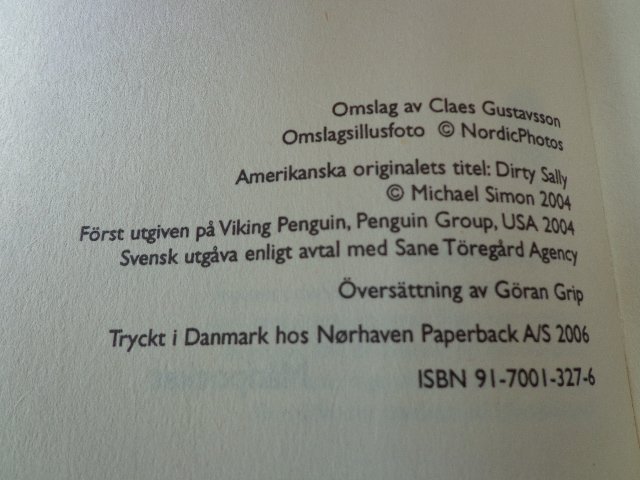 Omslag av Claes Gustavsson
Omslagsillusfoto © NordicPhotos
Amerikanska originalets titel: Dirty Sally
© Michael Simon 2004
Först utgiven på Viking Penguin, Penguin Group, USA 2004
Svensk utgåva enligt avtal med Sane Töregård Agency
Översättning av Göran Grip
Tryckt i Danmark hos Nørhaven Paperback A/S 2006
ISBN 91-7001-327-6